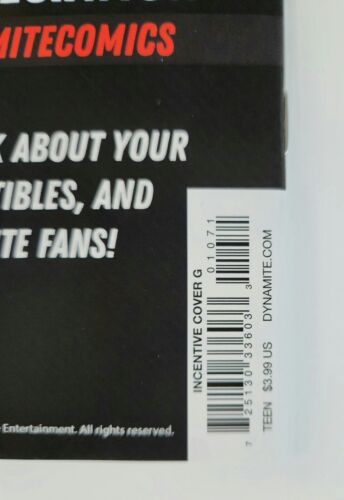 MITECOMICS
K ABOUT YOUR
TIBLES, AND
TE FANS!
Entertainment. All rights reserved.
INCENTIVE COVER G
01071
7 25130 33603 3
TEEN $3.99 US DYNAMITE.COM